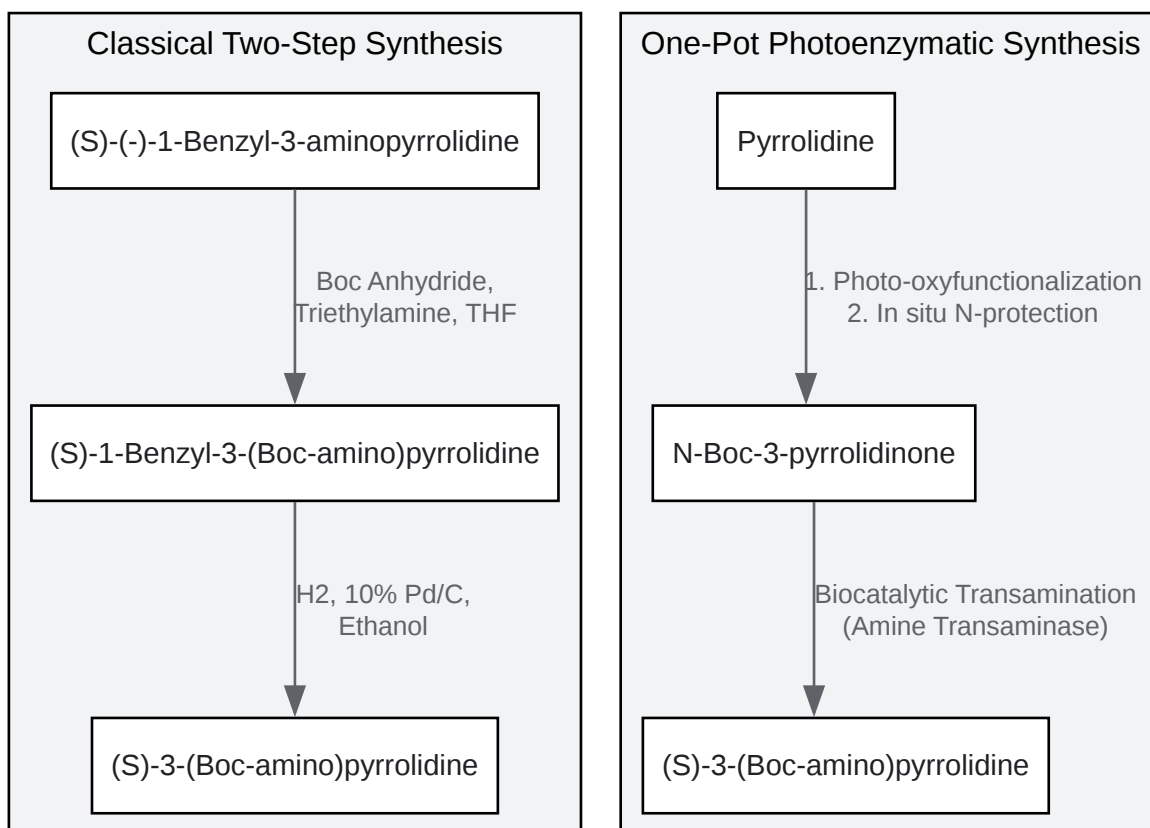 Classical Two-Step Synthesis
(S)-(-)-1-Benzyl-3-aminopyrrolidine
Boc Anhydride,
Triethylamine, THF
(S)-1-Benzyl-3-(Boc-amino)pyrrolidine
H2, 10% Pd/C,
Ethanol
(S)-3-(Boc-amino)pyrrolidine
One-Pot Photoenzymatic Synthesis
Pyrrolidine
1. Photo-oxyfunctionalization
2. In situ N-protection
N-Boc-3-pyrrolidinone
Biocatalytic Transamination
(Amine Transaminase)
(S)-3-(Boc-amino)pyrrolidine